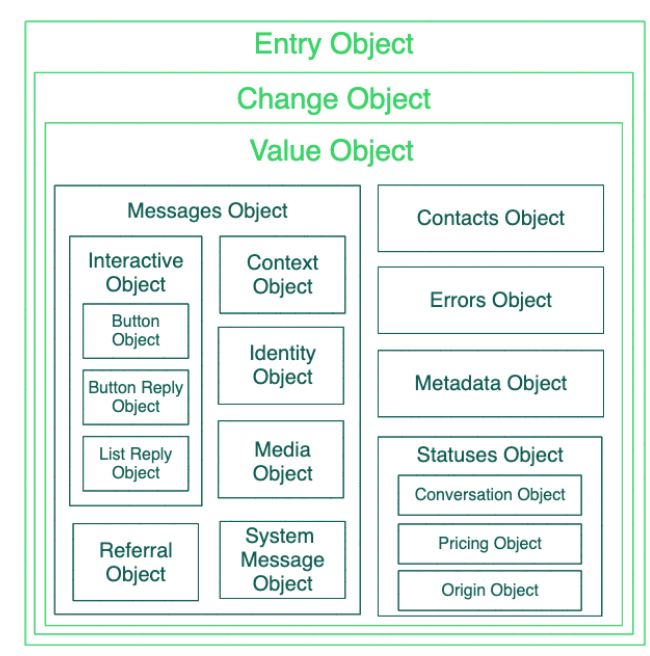 Entry Object
Change Object
Value Object
Messages Object
Interactive
Object
Button
Object
Button Reply
Object
List Reply
Object
Context
Object
Identity
Object
Media
Object
Referral
Object
System
Message
Object
Contacts Object
Errors Object
Metadata Object
Statuses Object
Conversation Object
Pricing Object
Origin Object